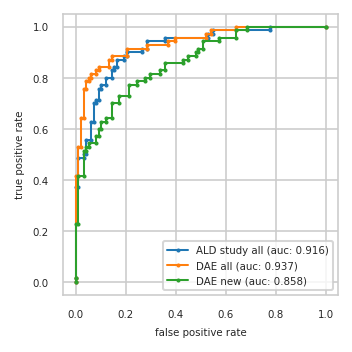 true positive rate
1.0
0.8
0.6
0.4
0.2
0.0
ALD study all (auc: 0.916)
DAE all (auc: 0.937)
DAE new (auc: 0.858)
0.0 0.2 0.4 0.6 0.8 1.0
false positive rate